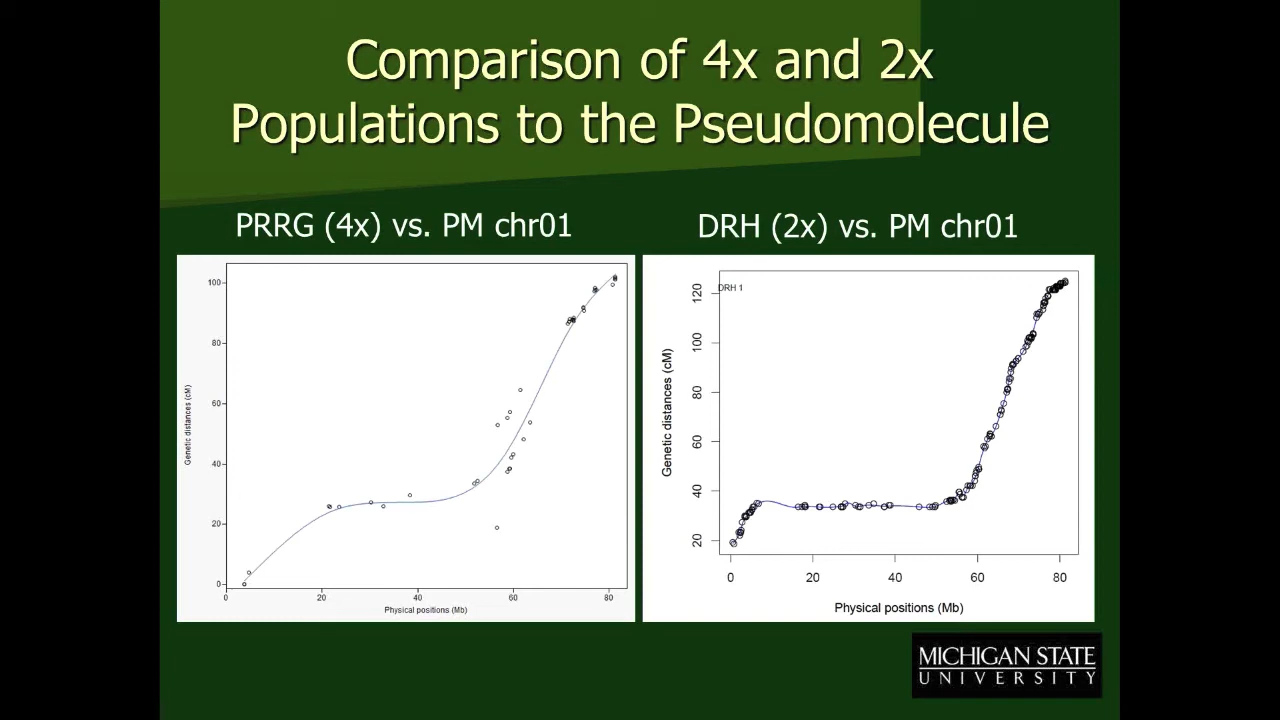 Comparison of 4x and 2x
Populations to the Pseudomolecule
PRRG (4x) vs. PM chr01
DRH (2x) vs. PM chr01
100
80
60
40
20
0
Genetic distances (cM)
0
20
40
60
80
Physical positions (Mb)
DRH 1
120
100
80
60
40
20
Genetic distances (cM)
0
20
40
60
80
Physical positions (Mb)
MICHIGAN STATE
UNIVERSITY